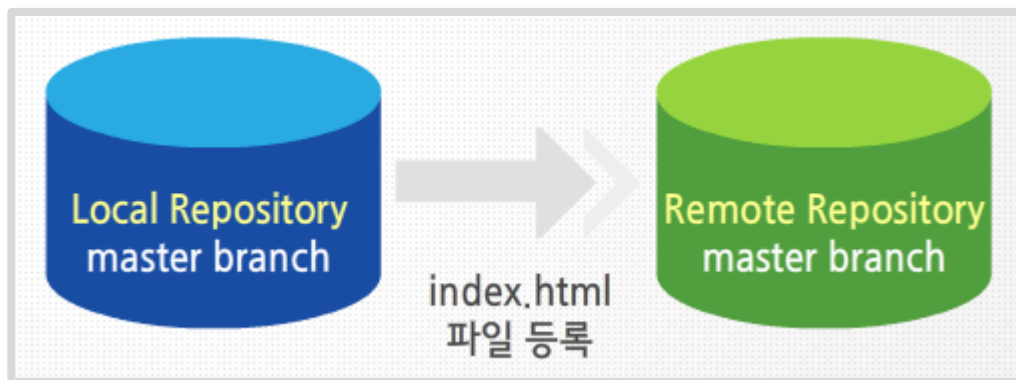 Local Repository
master branch
Remote Repository
master branch
index.html
파일 등록